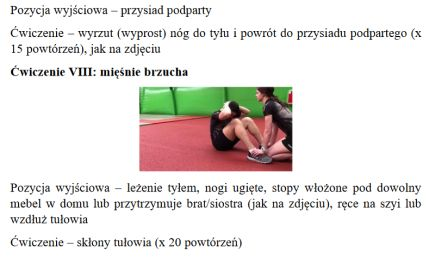 Pozycja wyjściowa – przysiad podparty
Ćwiczenie – wyrzut (wyprost) nóg do tyłu i powrót do przysiadu podpartego (x
15 powtórzeń), jak na zdjęciu
Ćwiczenie VIII: mięśnie brzucha
Pozycja wyjściowa – leżenie tyłem, nogi ugięte, stopy włożone pod dowolny
mebel w domu lub przytrzymuje brat/siostra (jak na zdjęciu), ręce na szyi lub
wzdłuż tułowia
Ćwiczenie – skłony tułowia (x 20 powtórzeń)